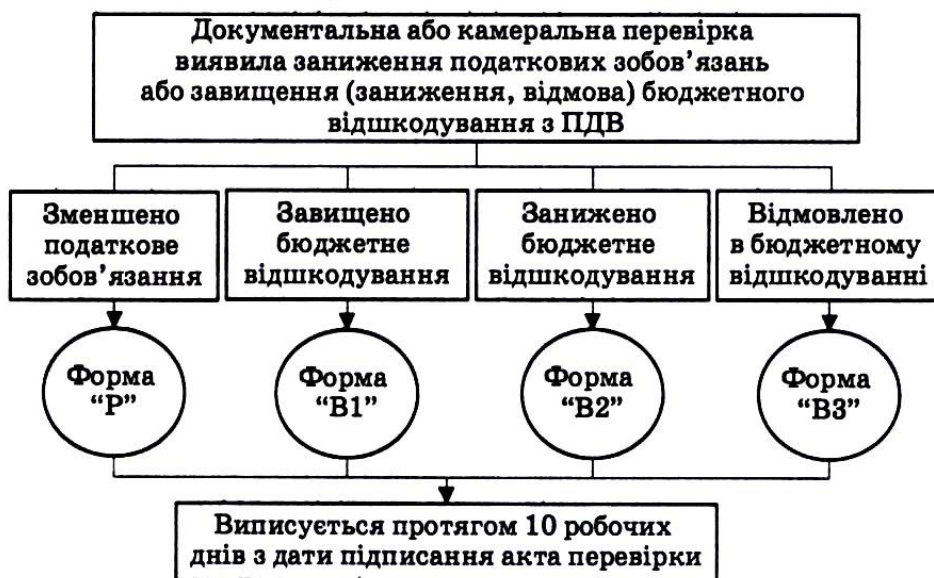 Документальна або камеральна перевірка
виявила заниження податкових зобов’язань
або завищення (заниження, відмова) бюджетного
відшкодування з ПДВ
Зменшено
податкове
зобов’язання
Завищено
бюджетне
відшкодування
Занижено
бюджетне
відшкодування
Відмовлено
в бюджетному
відшкодуванні
Форма
“Р”
Форма
“В1”
Форма
“В2”
Форма
“В3”
Виписується протягом 10 робочих
днів з дати підписання акта перевірки